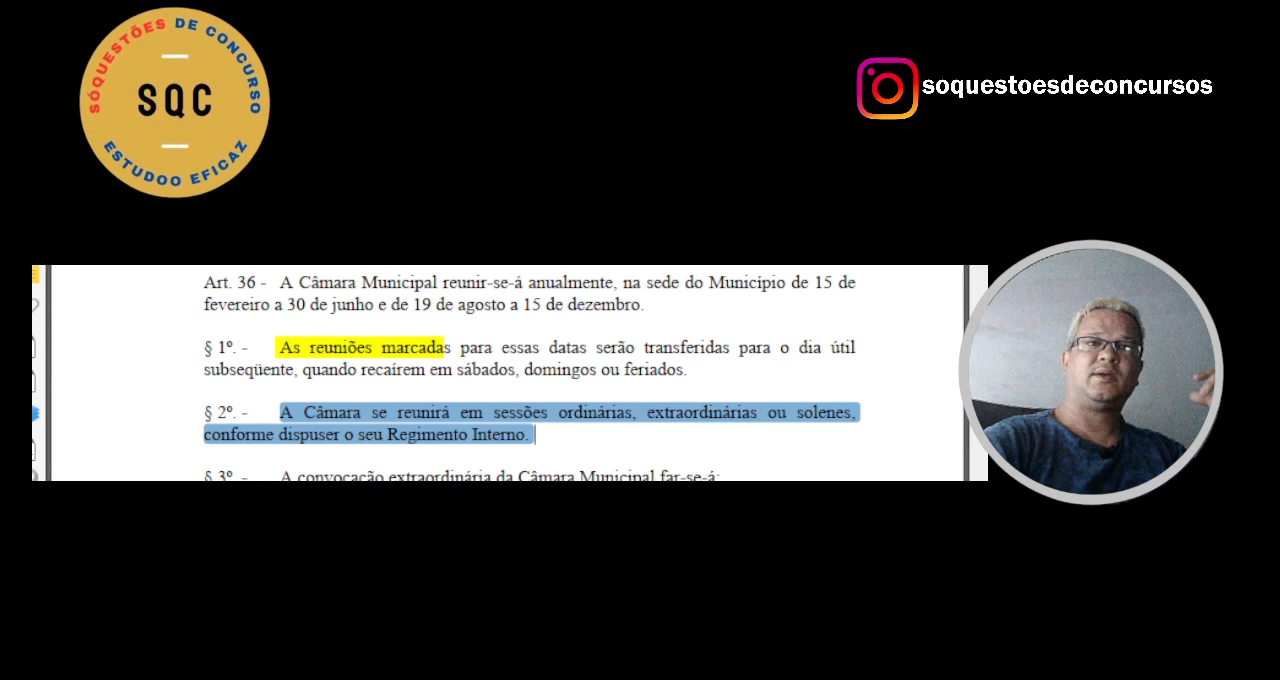 SÓQUESTÕES DE CONCURSO
SQC
ESTUDOO EFICAZ
soquestoesdeconcursos
Art. 36 - A Câmara Municipal reunir-se-á anualmente, na sede do Município de 15 de
fevereiro a 30 de junho e de 19 de agosto a 15 de dezembro.
§ 1º. - As reuniões marcadas para essas datas serão transferidas para o dia útil
subseqüente, quando recaírem em sábados, domingos ou feriados.
§ 2º. - A Câmara se reunirá em sessões ordinárias, extraordinárias ou solenes,
conforme dispuser o seu Regimento Interno.
§ 3º. - A convocação extraordinária da Câmara Municipal far-se-á: